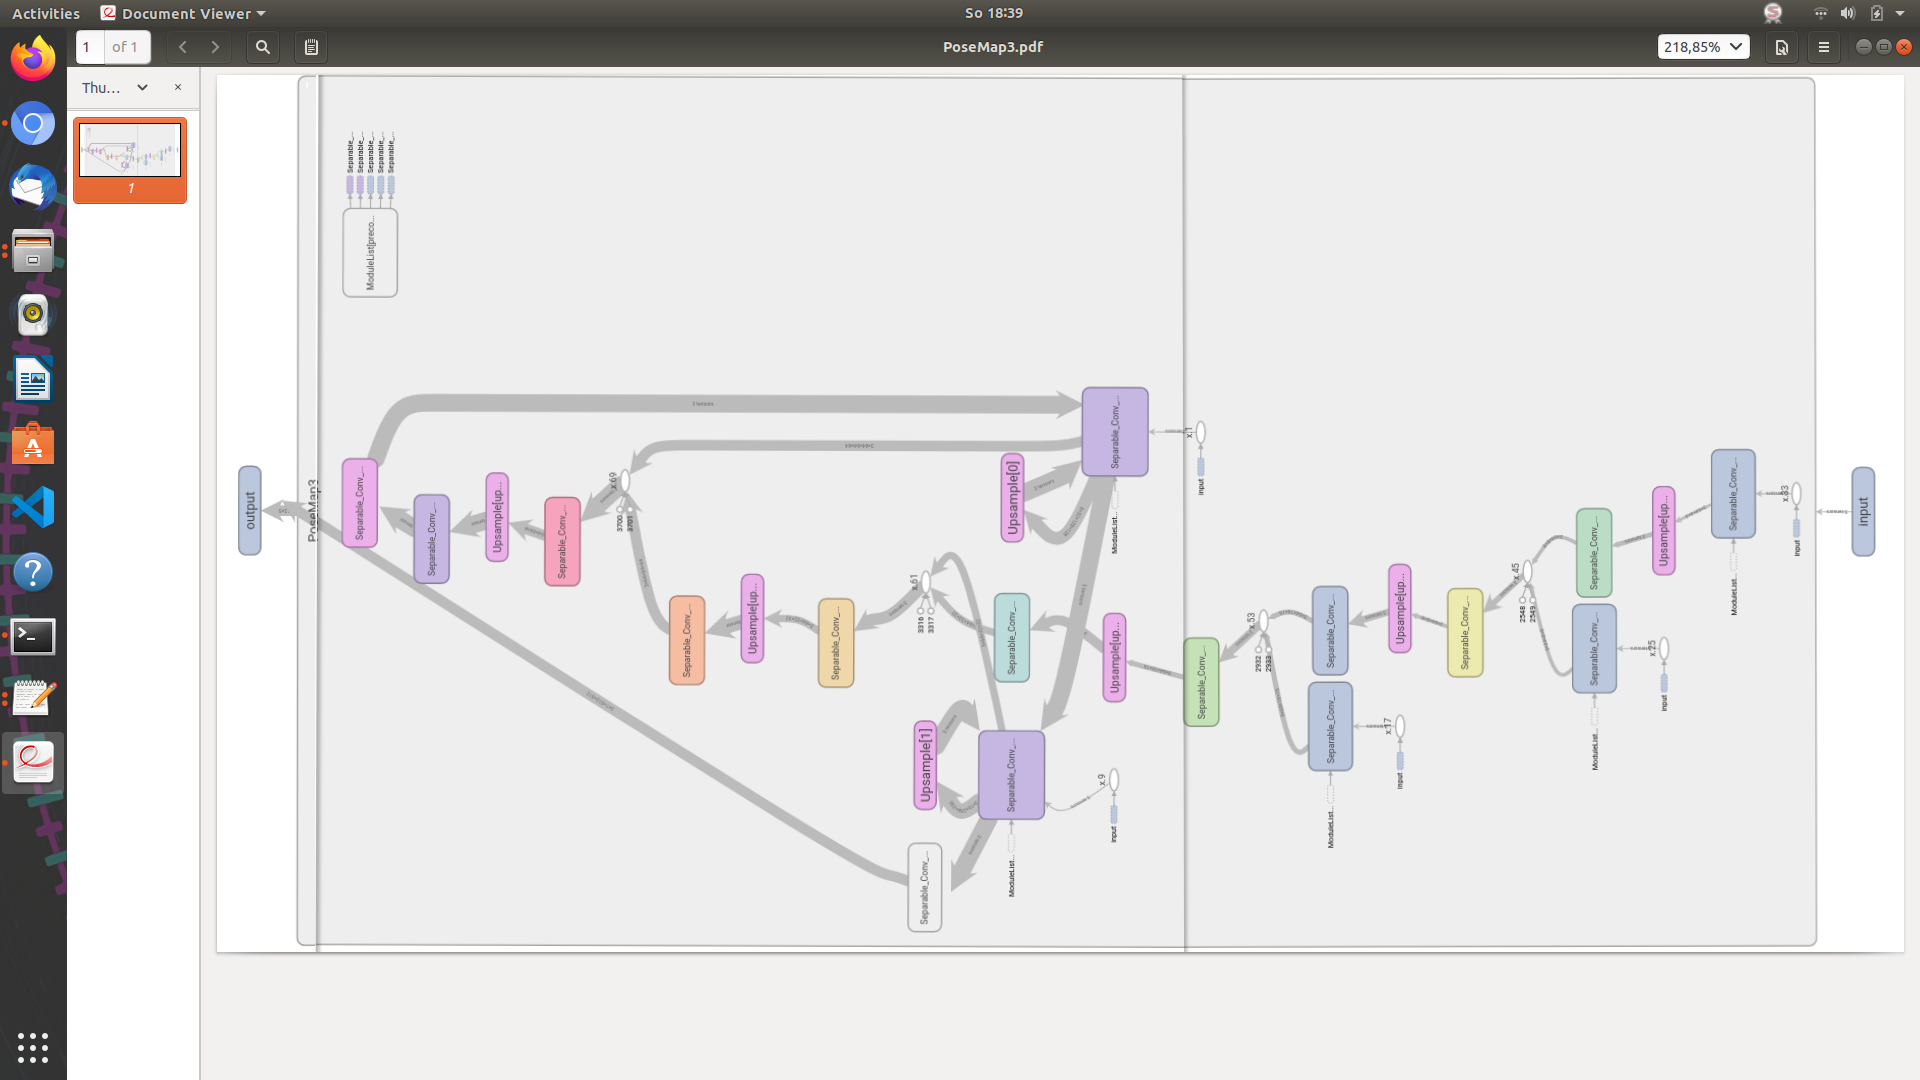 Activities
Document Viewer
So 18:39
1 of 1
PoseMap3.pdf
218,85%
Thu...
1
Separable_...
Separable_...
Separable_...
Separable_...
Separable_...
ModuleList[preco...
output
PoseMap3
Separable_Conv_...
Separable_Conv_...
Upsample[up...
Separable_Conv_...
x.69
3700
3701
3 tensors
Separable_Conv_...
Upsample[up...
Separable_Conv_...
x.61
3316
3317
Upsample[0]
Separable_Conv_...
ModuleList...
x.1
input
Separable_Conv_...
Upsample[up...
Upsample[1]
Separable_Conv_...
ModuleList...
x.9
input
Separable_Conv_...
Separable_Conv_...
x.53
2932
2933
Separable_Conv_...
Separable_Conv_...
ModuleList...
x.17
input
Upsample[up...
Separable_Conv_...
x.45
2548
2549
Separable_Conv_...
Separable_Conv_...
ModuleList...
x.25
input
Upsample[up...
Separable_Conv_...
ModuleList...
x.33
input
input